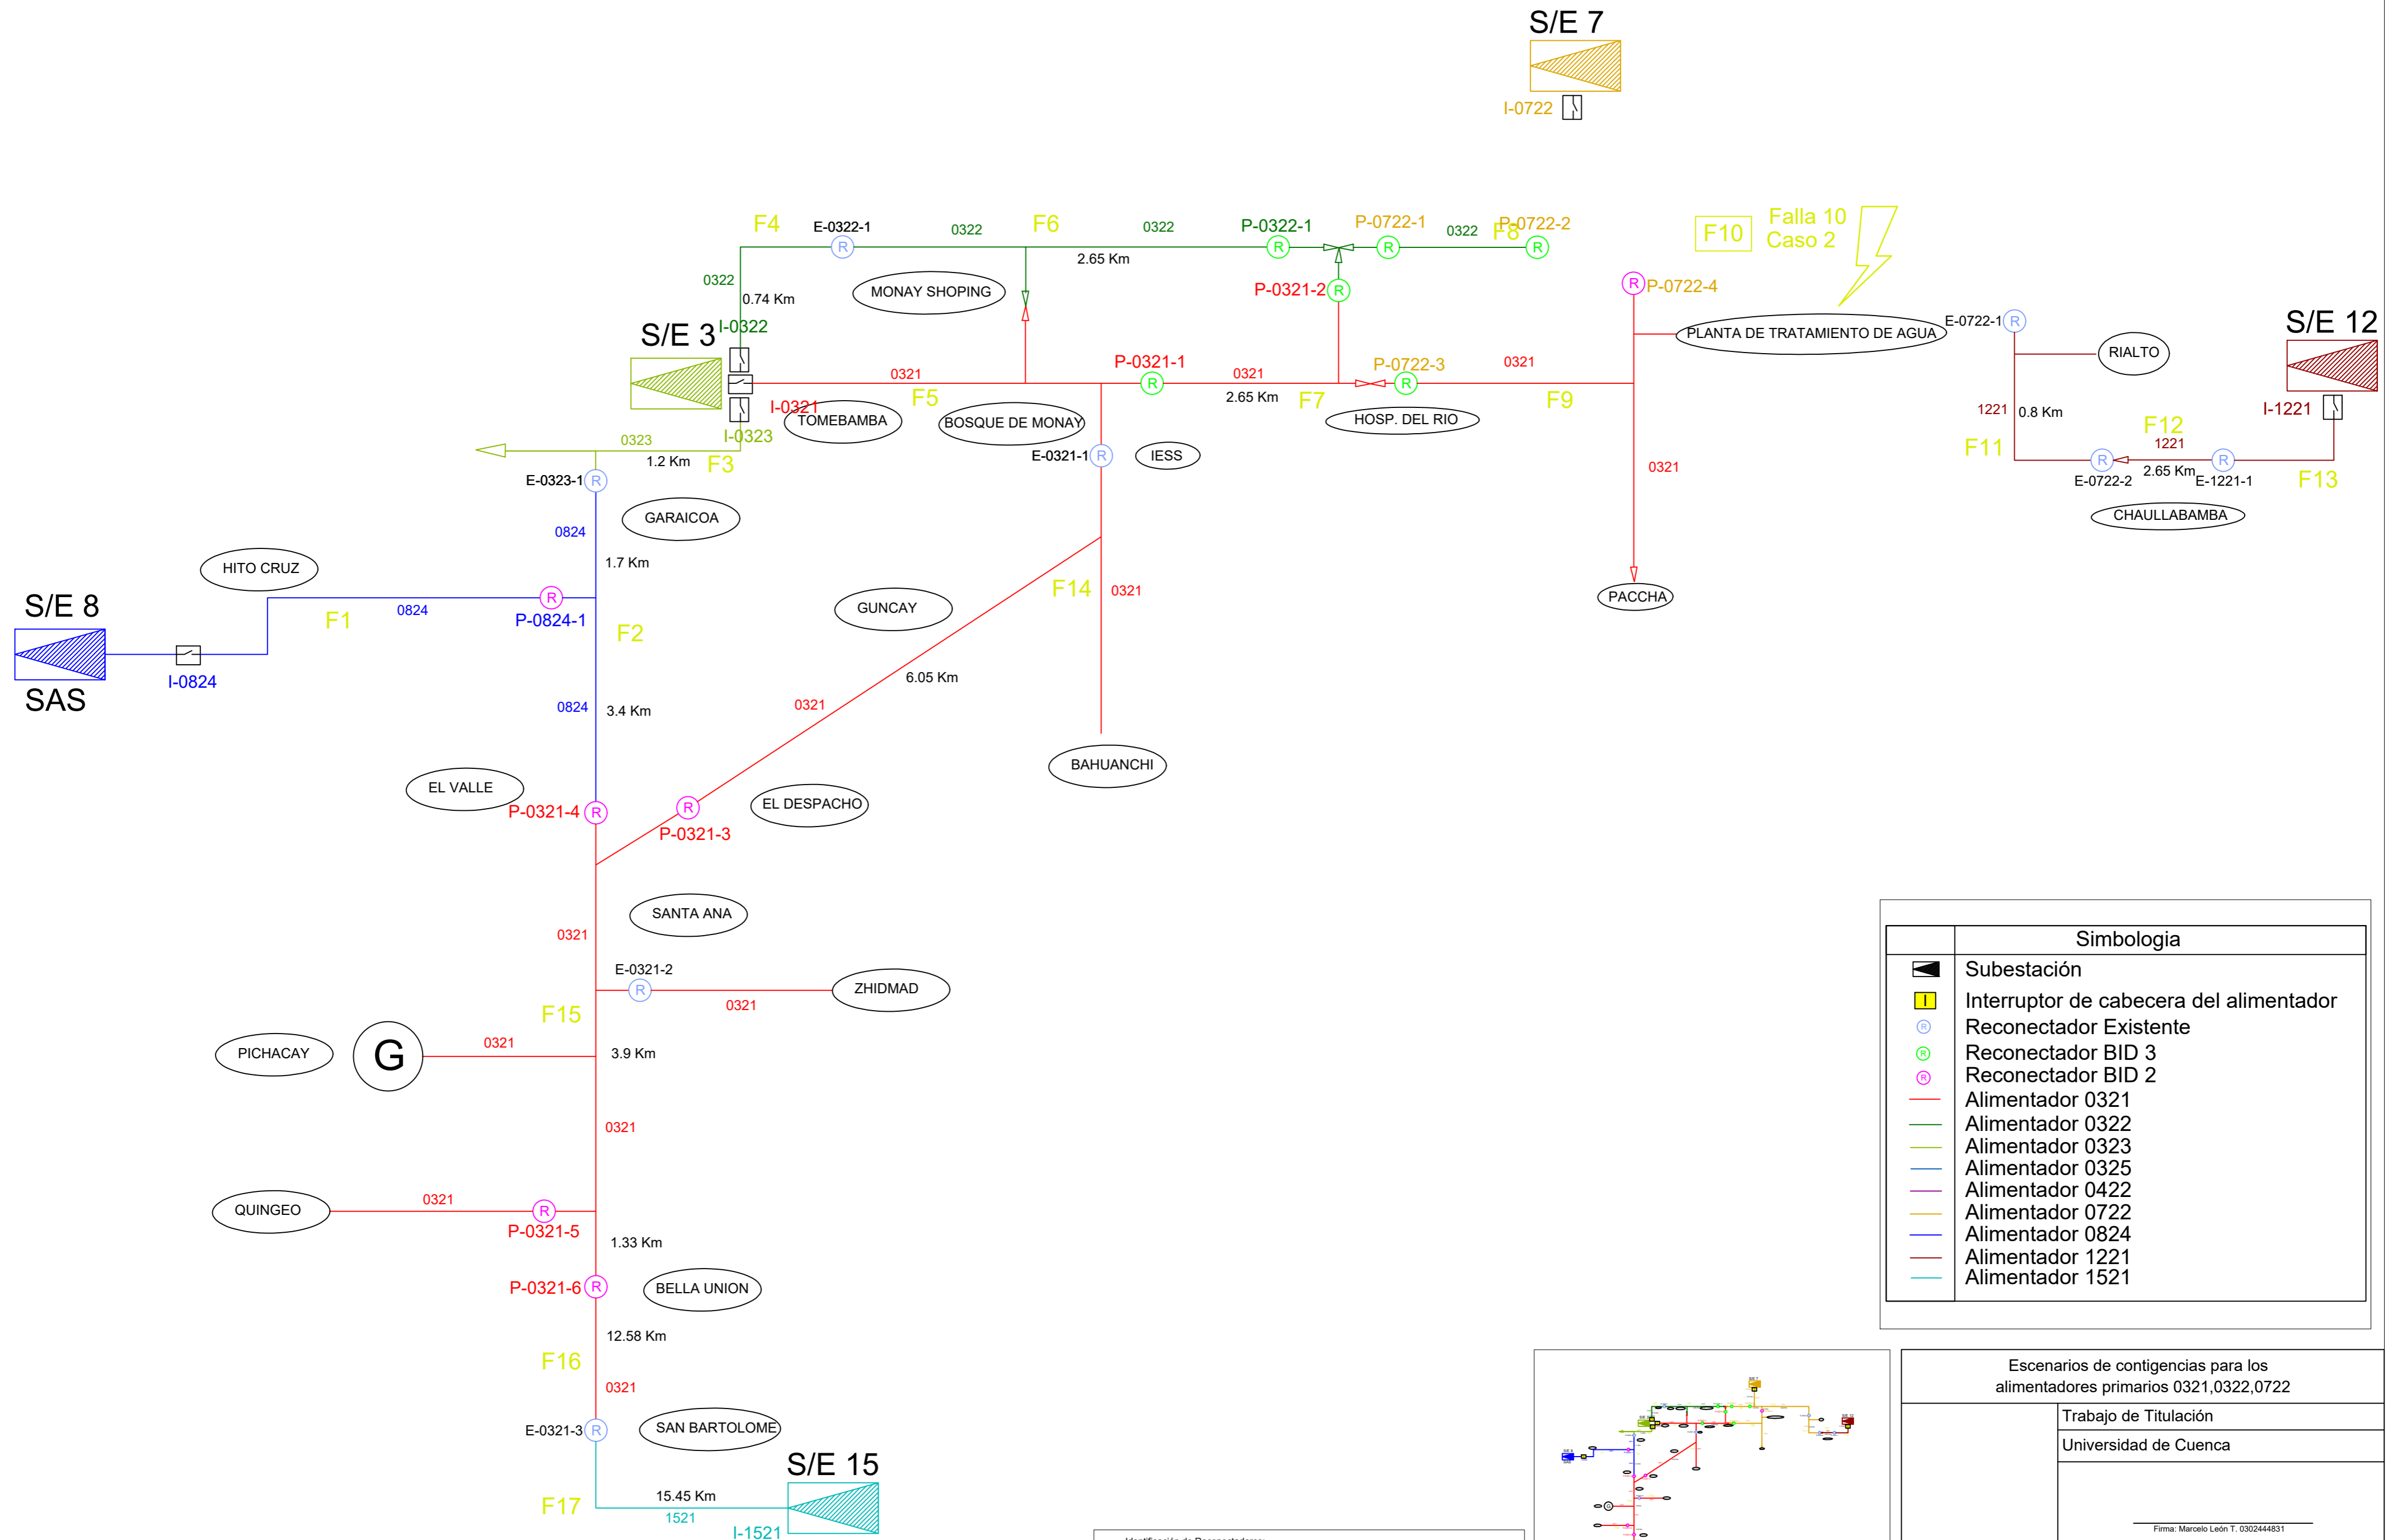 S/E 7
I-0722
F4
E-0322-1
0322
F6
0322
P-0322-1
P-0722-1
0322
F8
P-0722-2
F10
Falla 10
Caso 2
2.65 Km
0322
0.74 Km
MONAY SHOPING
P-0321-2
P-0722-4
S/E 3
I-0322
PLANTA DE TRATAMIENTO DE AGUA
E-0722-1
S/E 12
RIALTO
0321
P-0321-1
0321
P-0722-3
0321
F5
2.65 Km
F7
F9
I-0321
TOMEBAMBA
BOSQUE DE MONAY
HOSP. DEL RIO
1221
0.8 Km
I-1221
I-0323
0323
1.2 Km
F3
E-0321-1
IESS
0321
F11
F12
1221
2.65 Km
E-0722-2
E-1221-1
F13
E-0323-1
GARAICOA
CHAULLABAMBA
0824
1.7 Km
HITO CRUZ
S/E 8
F1
0824
P-0824-1
F2
GUNCAY
F14
0321
PACCHA
I-0824
SAS
0824
3.4 Km
6.05 Km
0321
BAHUANCHI
EL VALLE
P-0321-4
EL DESPACHO
P-0321-3
SANTA ANA
0321
E-0321-2
ZHIDMAD
0321
F15
PICHACAY
G
0321
3.9 Km
0321
QUINGEO
0321
P-0321-5
1.33 Km
P-0321-6
BELLA UNION
12.58 Km
F16
0321
E-0321-3
SAN BARTOLOME
S/E 15
15.45 Km
F17
1521
I-1521
Simbologia
Subestación
I
Interruptor de cabecera del alimentador
R
Reconectador Existente
R
Reconectador BID 3
R
Reconectador BID 2
Alimentador 0321
Alimentador 0322
Alimentador 0323
Alimentador 0325
Alimentador 0422
Alimentador 0722
Alimentador 0824
Alimentador 1221
Alimentador 1521
Escenarios de contigencias para los
alimentadores primarios 0321,0322,0722
Trabajo de Titulación
Universidad de Cuenca
Firma: Marcelo León T. 0302444831